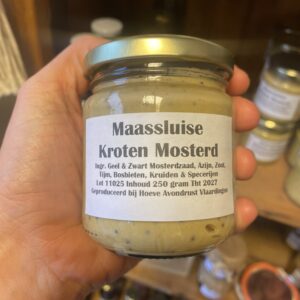 Maassluise
Kroten Mosterd
Ingr. Geel & Zwart Mosterdzaad, Azijn, Zout,
Tijm, Bosbieten, Kruiden & Specerijen
Lot 11025 Inhoud 250 gram Tht 2027
Geproduceerd bij Hoeve Avondrust Vlaardingen